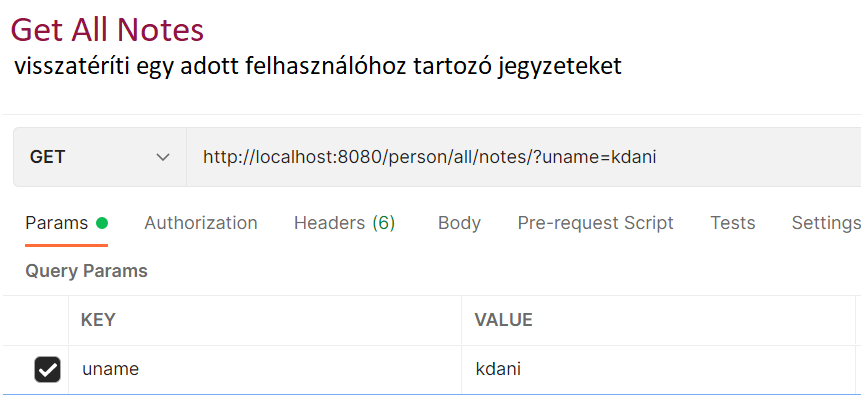 Get All Notes
visszatéríti egy adott felhasználóhoz tartozó jegyzeteket
GET http://localhost:8080/person/all/notes/?uname=kdani
Params Authorization Headers (6) Body Pre-request Script Tests Settings
Query Params
KEY VALUE
uname kdani